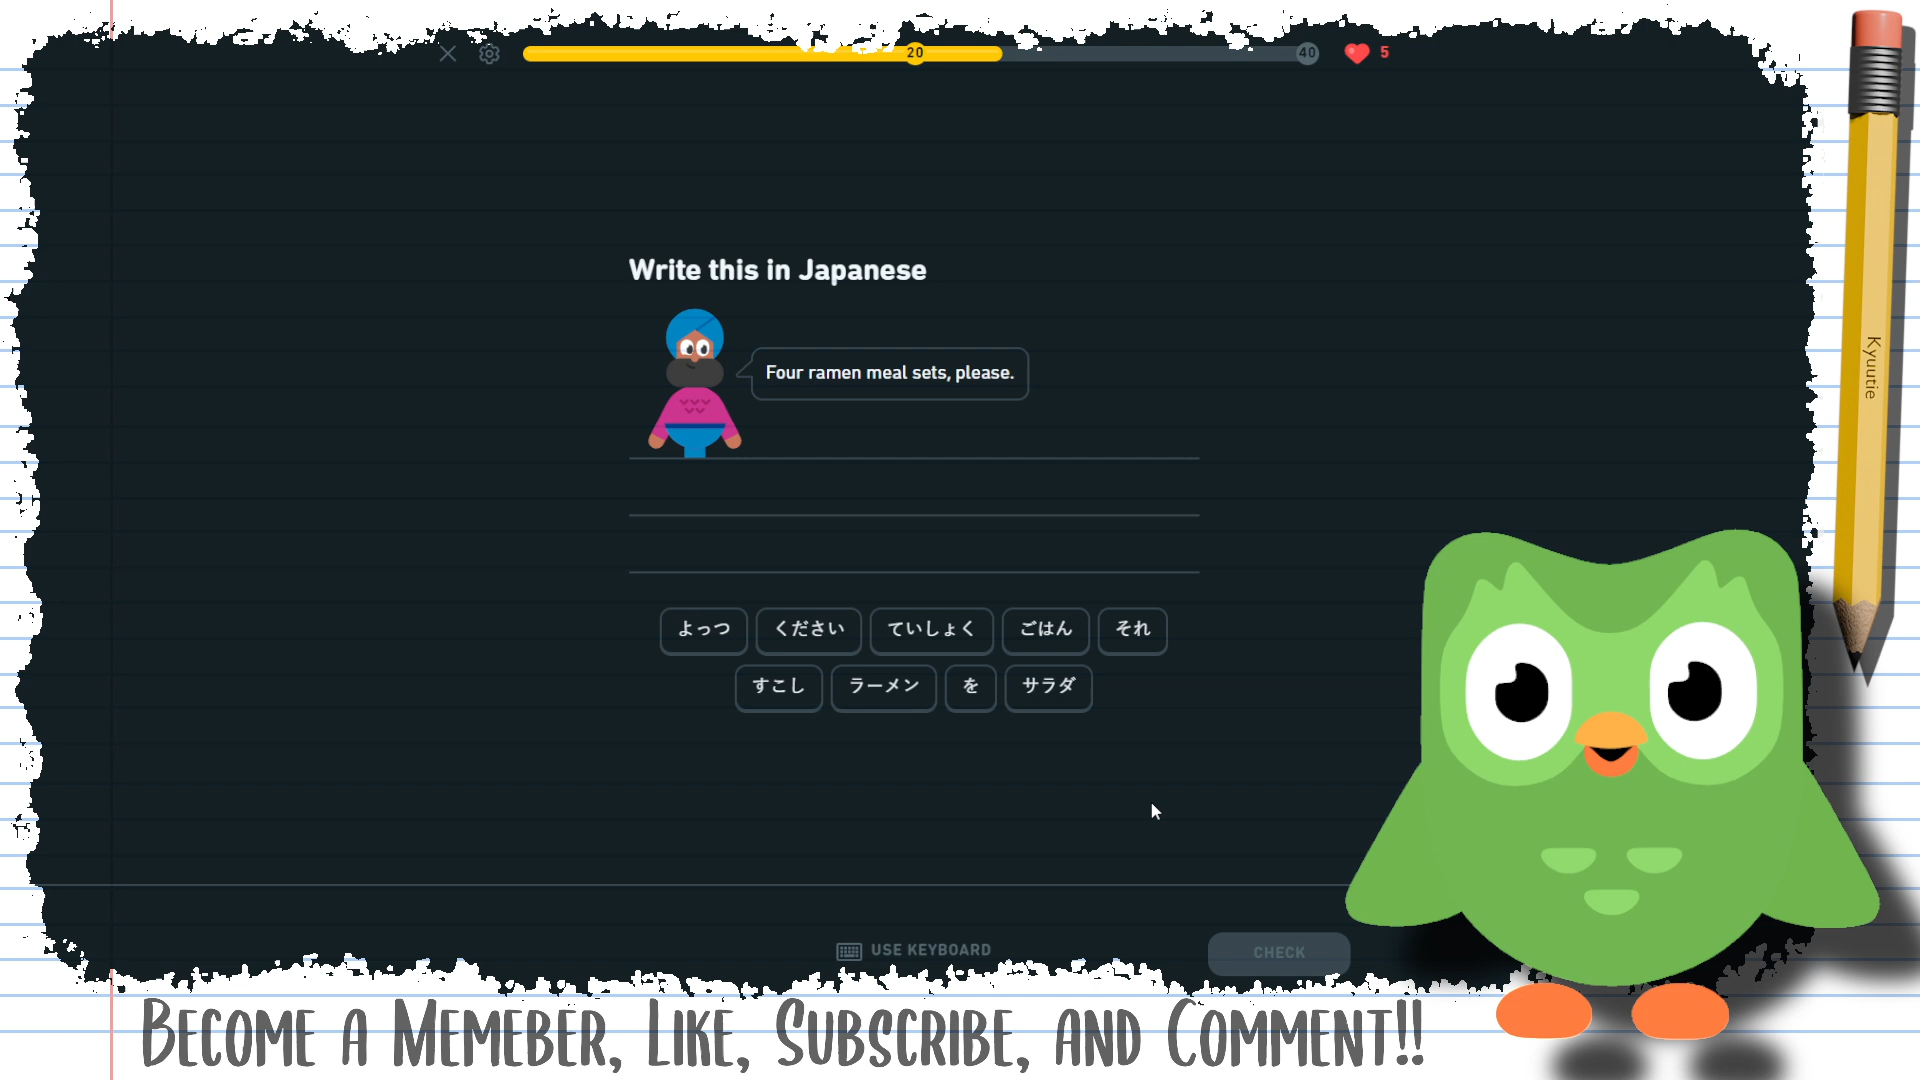 20
40
5
Write this in Japanese
Four ramen meal sets, please.
よっつ ください ていしょく ごはん それ
すこし ラーメン を サラダ
USE KEYBOARD
CHECK
Kyuutie
BECOME A MEMEBER, LIKE, SUBSCRIBE, AND COMMENT!!